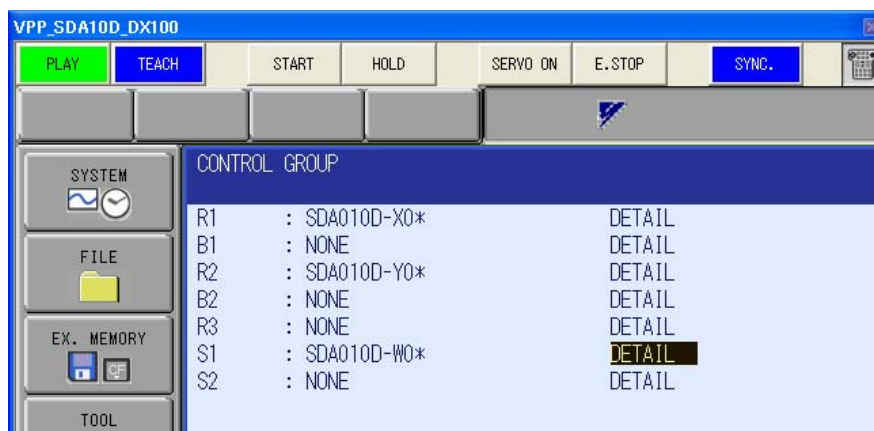 VPP_SDA10D_DX100
PLAY TEACH START HOLD SERVO ON E.STOP SYNC.
SYSTEM
FILE
EX. MEMORY
CF
TOOL
CONTROL GROUP
R1 : SDA010D-X0* DETAIL
B1 : NONE DETAIL
R2 : SDA010D-Y0* DETAIL
B2 : NONE DETAIL
R3 : NONE DETAIL
S1 : SDA010D-W0* DETAIL
S2 : NONE DETAIL